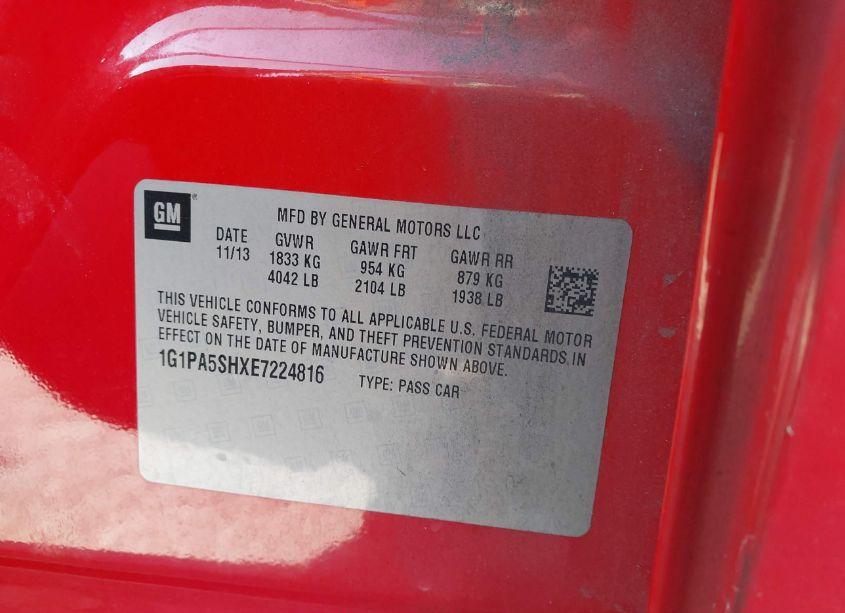 GM ®
MFD BY GENERAL MOTORS LLC
DATE GVWR GAWR FRT GAWR RR
11/13 1833 KG 954 KG 879 KG
4042 LB 2104 LB 1938 LB
THIS VEHICLE CONFORMS TO ALL APPLICABLE U.S. FEDERAL MOTOR
VEHICLE SAFETY, BUMPER, AND THEFT PREVENTION STANDARDS IN
EFFECT ON THE DATE OF MANUFACTURE SHOWN ABOVE.
1G1PA5SHXE7224816 TYPE: PASS CAR